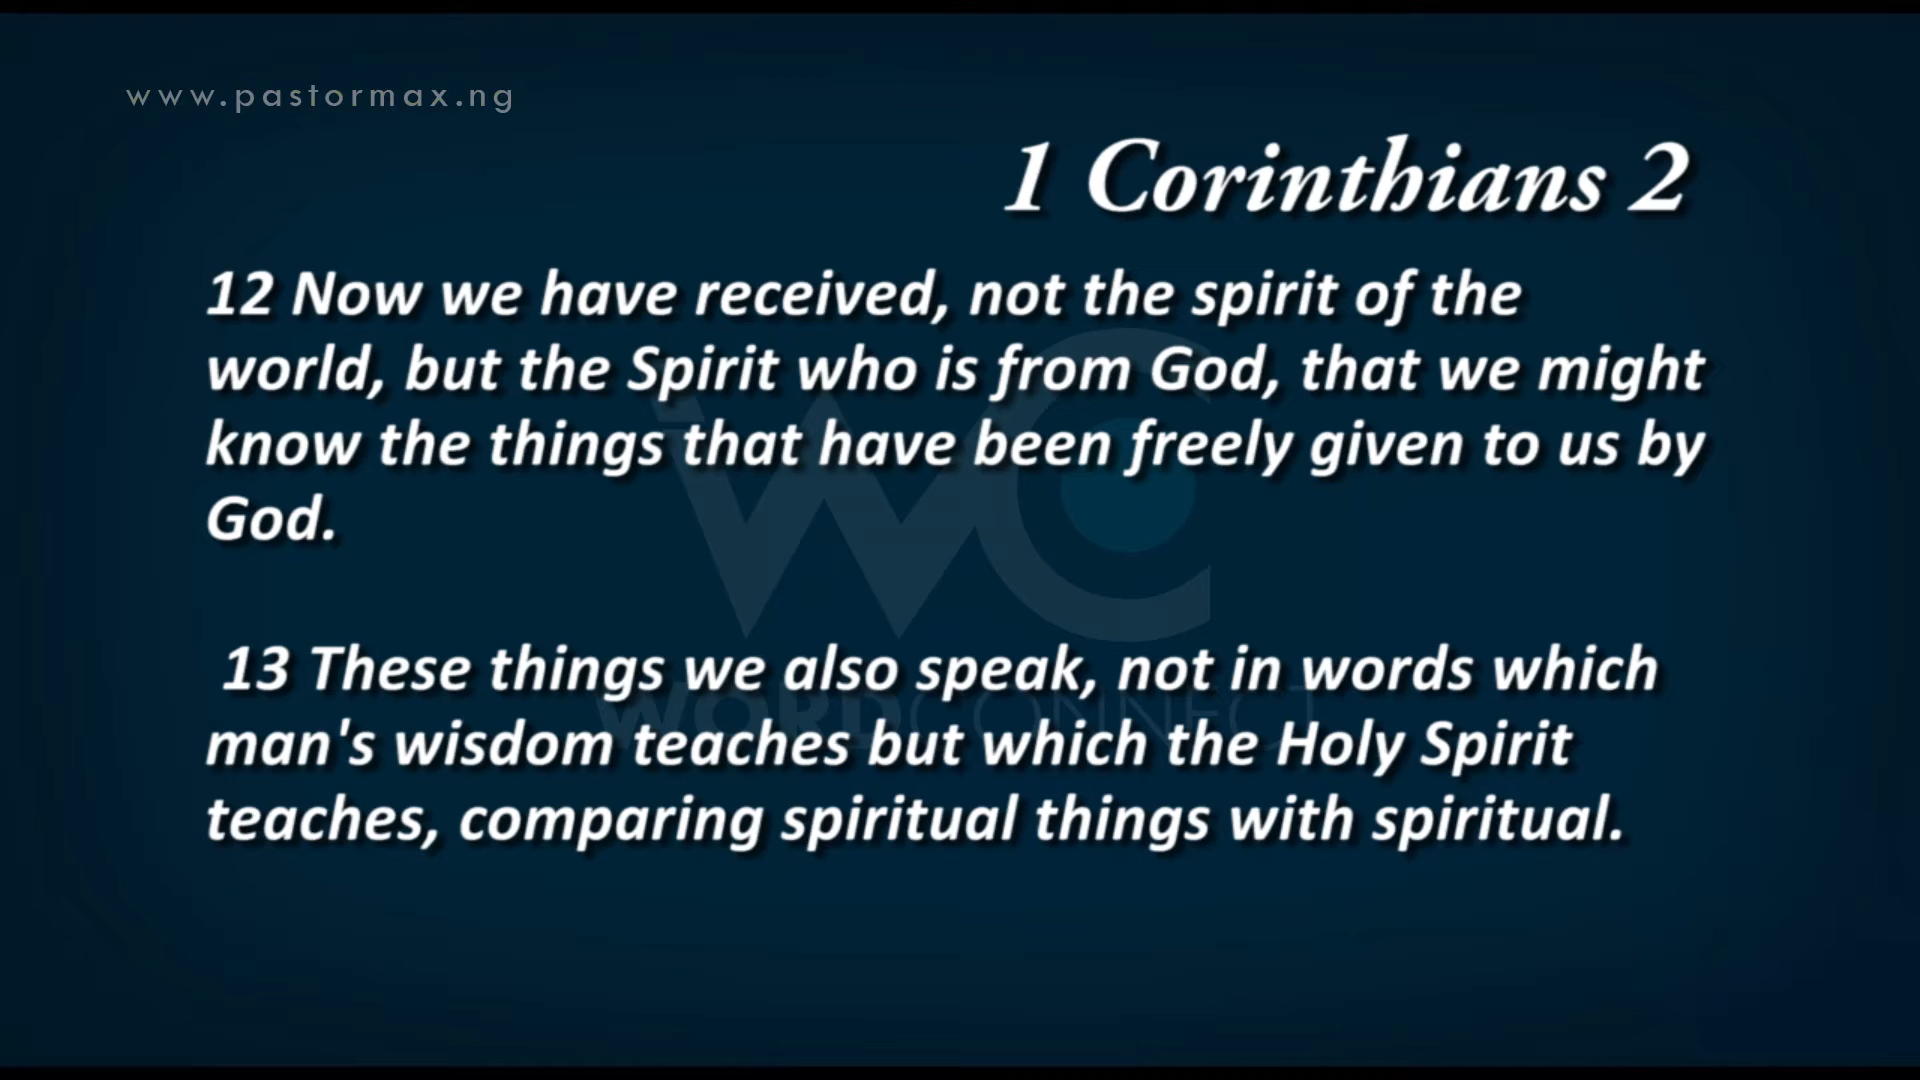 www.pastormax.ng
1 Corinthians 2
12 Now we have received, not the spirit of the
world, but the Spirit who is from God, that we might
know the things that have been freely given to us by
God.
13 These things we also speak, not in words which
man's wisdom teaches but which the Holy Spirit
teaches, comparing spiritual things with spiritual.
WC
WORDCONNECT